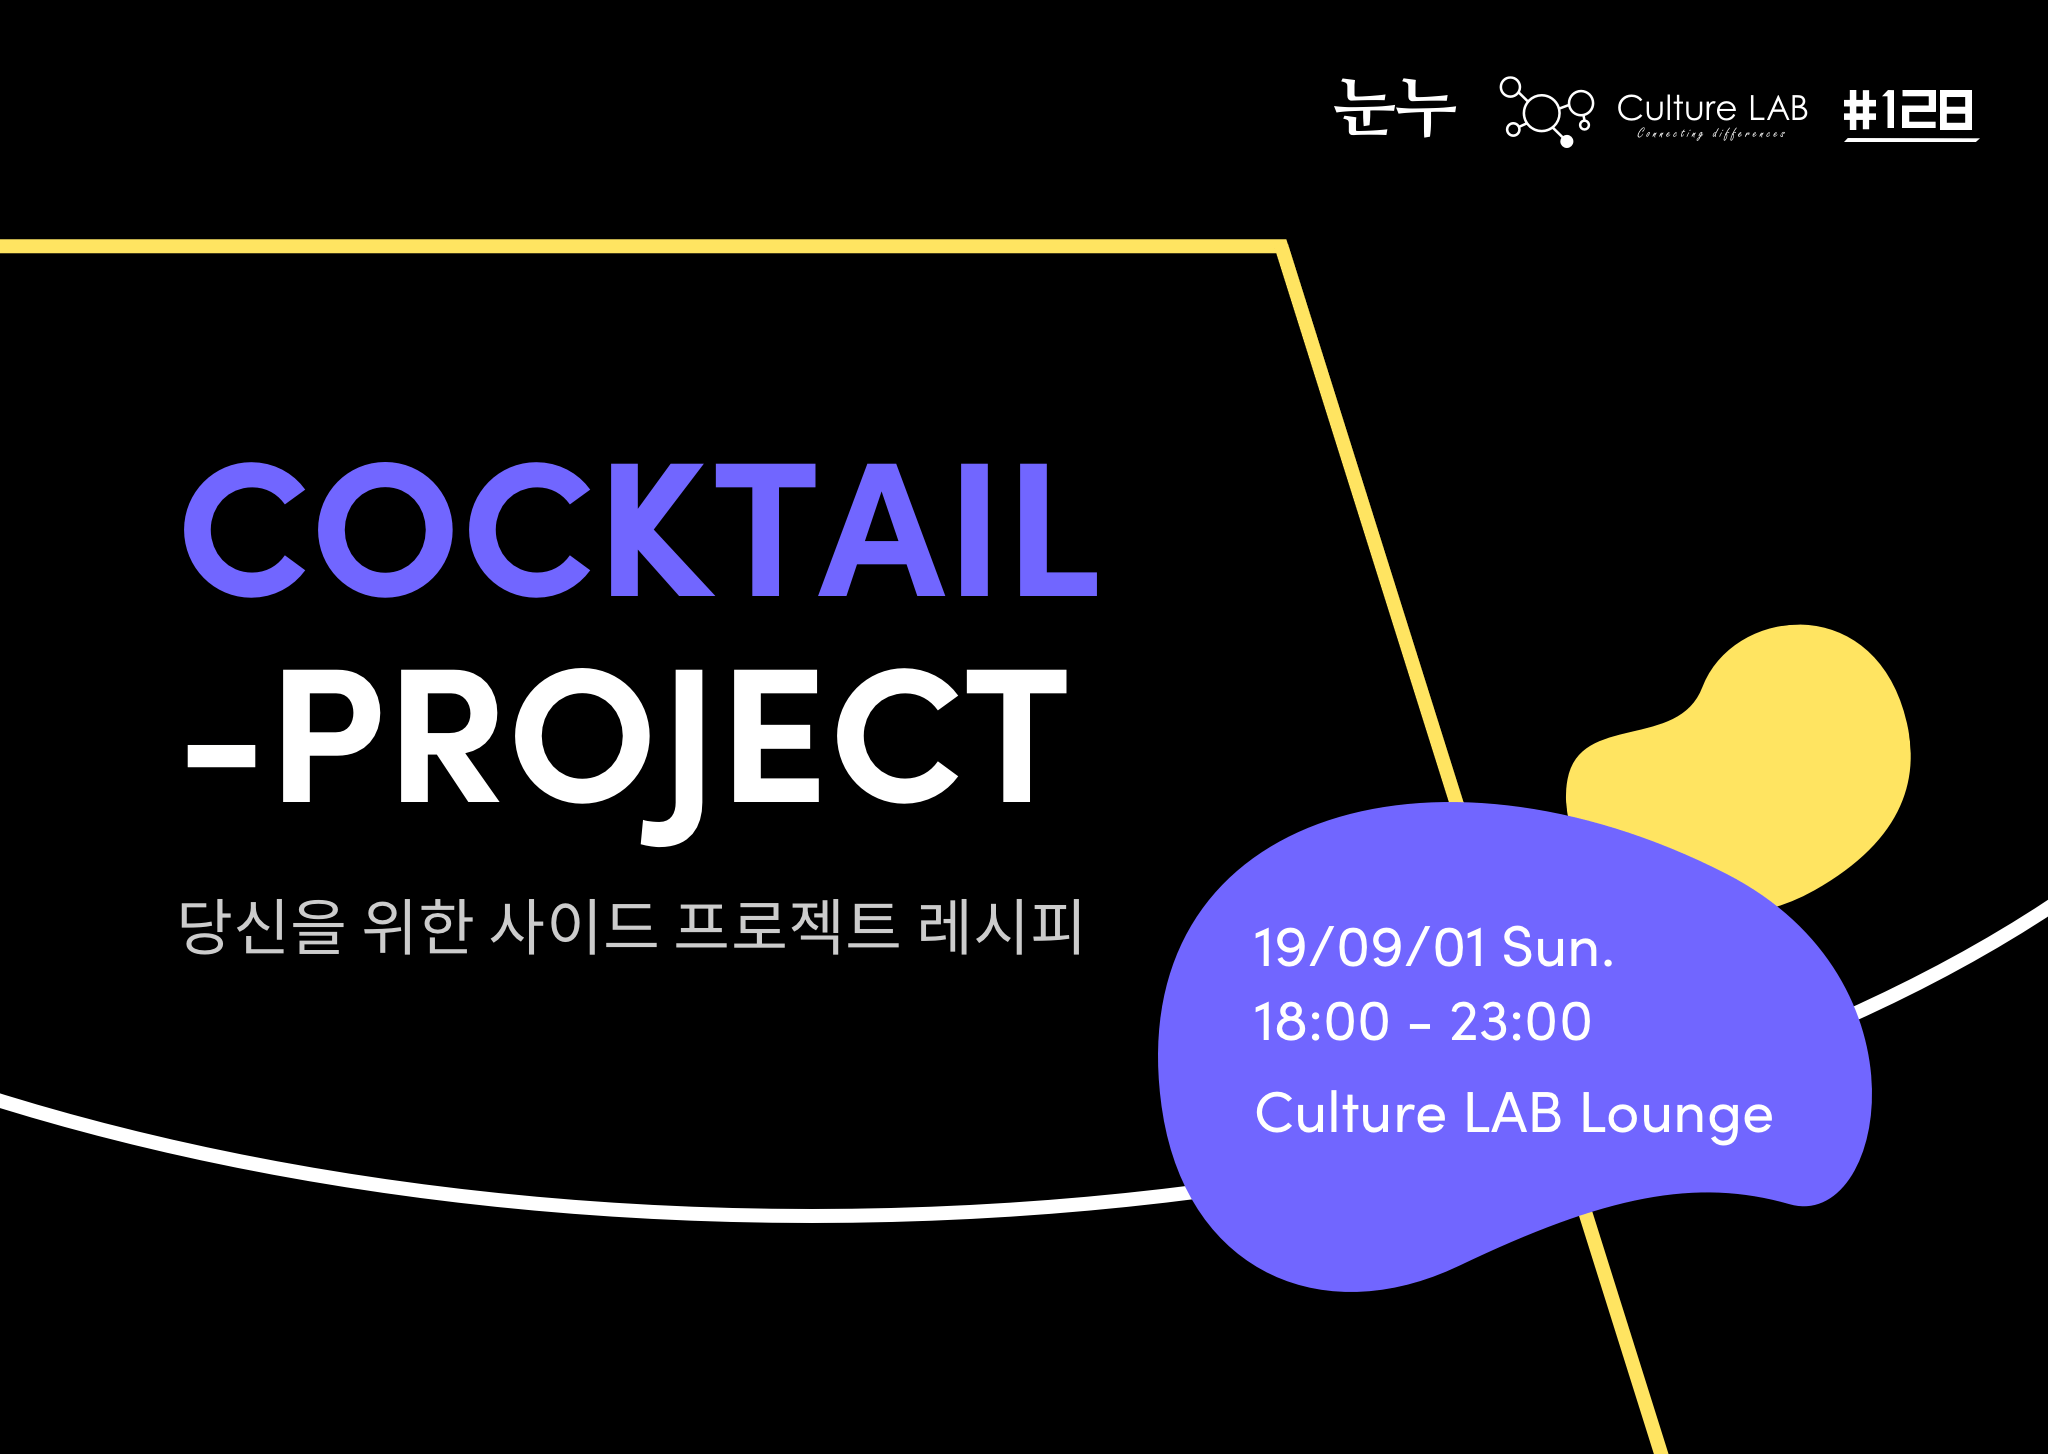 눈누
Culture LAB
Connecting differences
#128
COCKTAIL
-PROJECT
당신을 위한 사이드 프로젝트 레시피
19/09/01 Sun.
18:00 - 23:00
Culture LAB Lounge